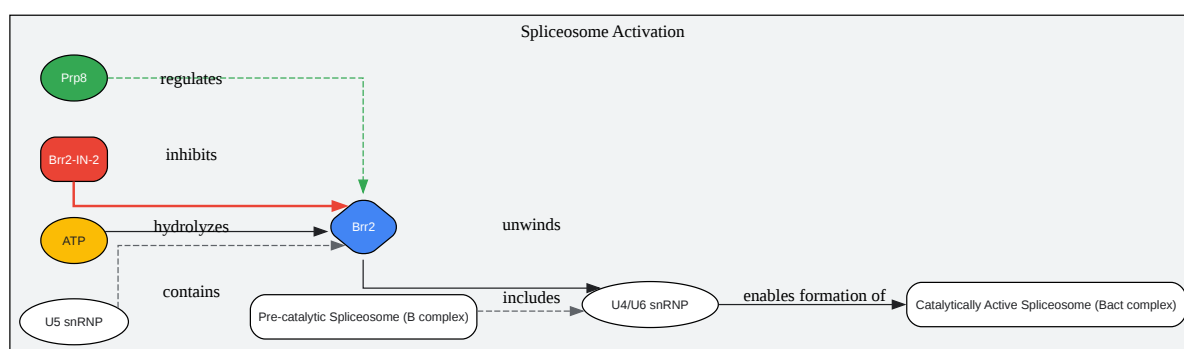 Spliceosome Activation
Prp8
regulates
Brr2-IN-2
inhibits
hydrolyzes
Brr2
unwinds
ATP
contains
includes
enables formation of
U5 snRNP
Pre-catalytic Spliceosome (B complex)
U4/U6 snRNP
Catalytically Active Spliceosome (Bact complex)